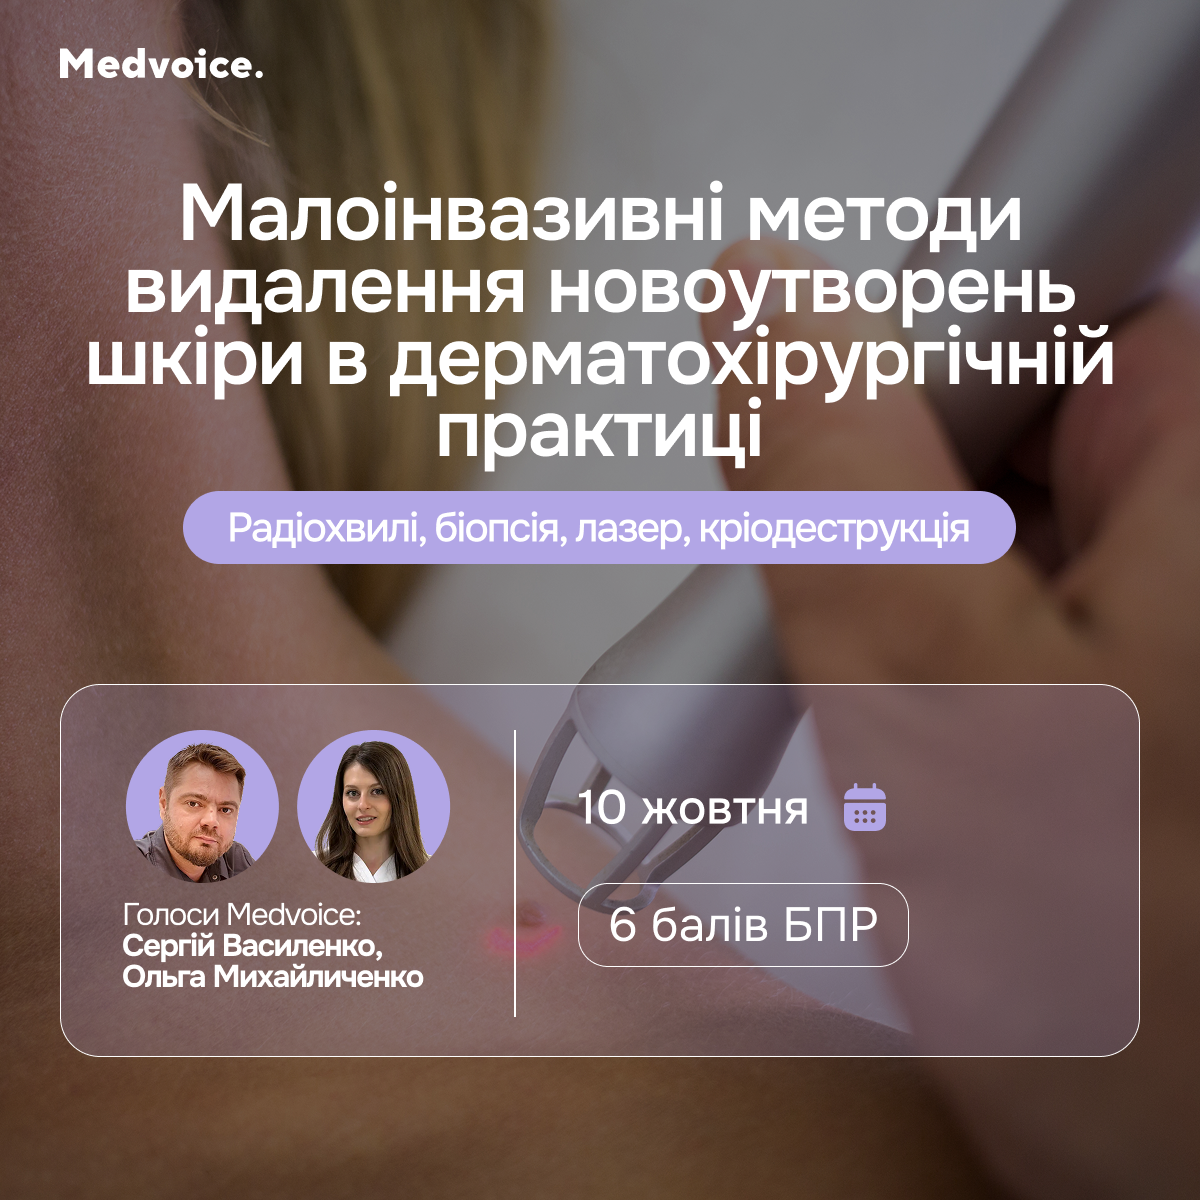 Medvoice.
Малоінвазивні методи
видалення новоутворень
шкіри в дерматохірургічній
практиці
Радіохвилі, біопсія, лазер, кріодеструкція
Голоси Medvoice:
Сергій Василенко,
Ольга Михайличенко
10 жовтня
6 балів БПР